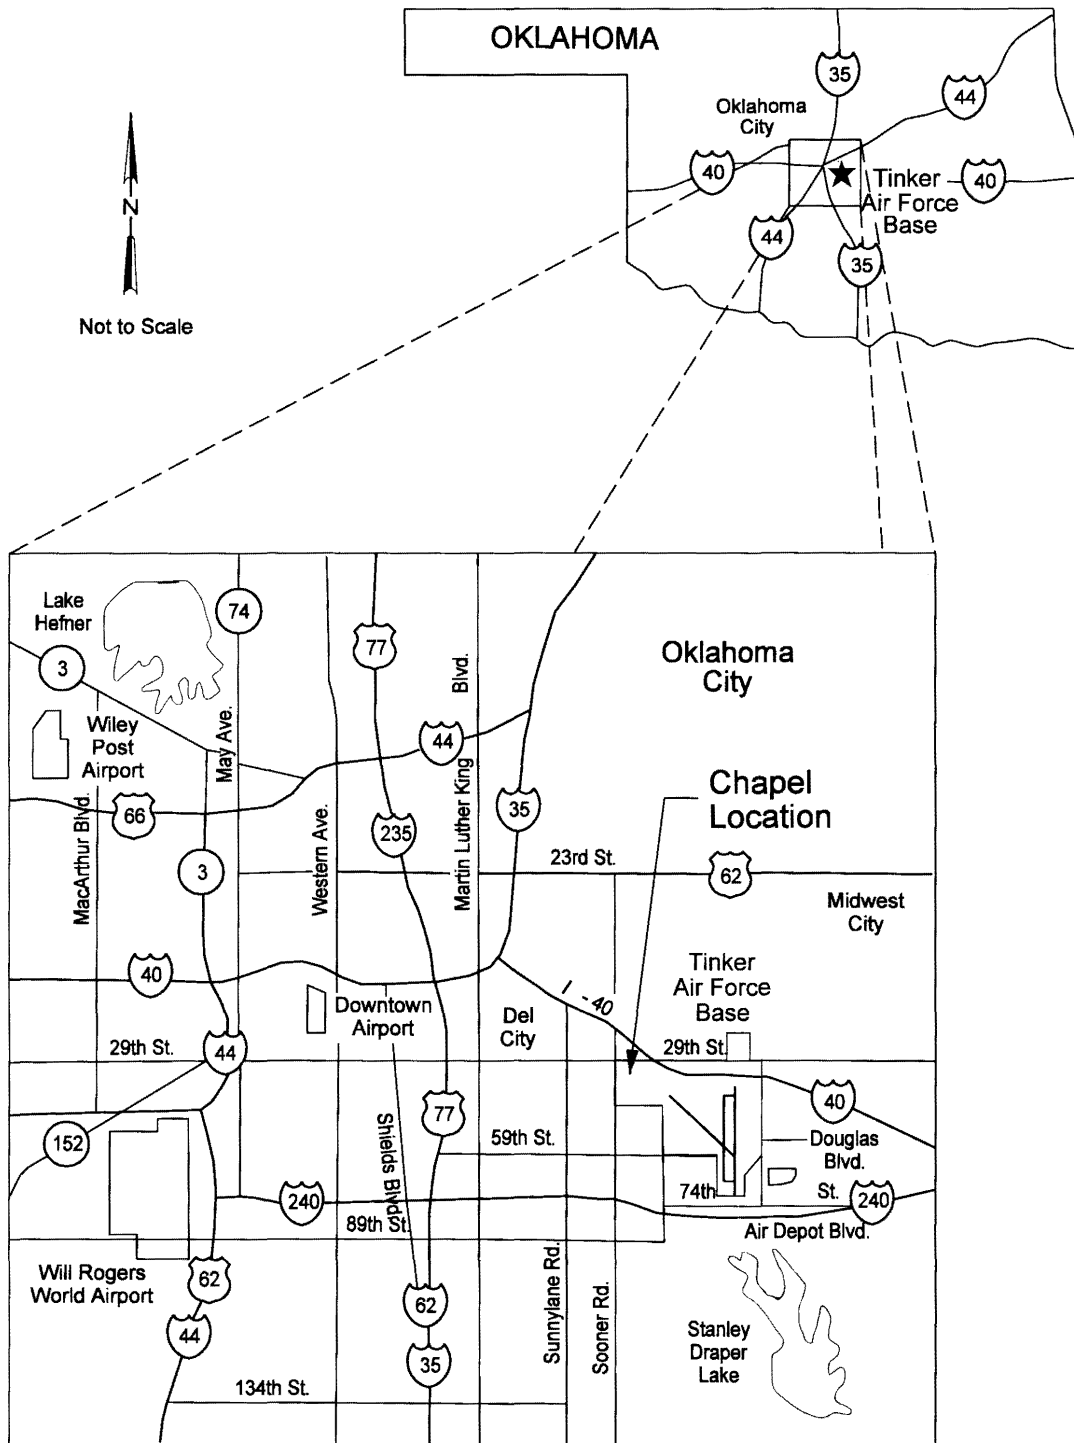 OKLAHOMA
35
44
Oklahoma
City
40
Tinker
Air Force
Base
40
44
35
N
Not to Scale
Lake
Hefner
74
77
3
Blvd.
Oklahoma
City
Wiley
Post
Airport
May Ave.
44
Martin Luther King
Chapel
Location
66
MacArthur Blvd.
235
35
Western Ave.
23rd St.
62
3
Midwest
City
40
Tinker
Air Force
Base
I - 40
Downtown
Airport
Del
City
29th St.
44
29th St.
40
77
152
Shields Blvd.
59th St.
Douglas
Blvd.
74th St.
240
240
89th St.
Air Depot Blvd.
Will Rogers
World Airport
62
Sunnylane Rd.
Sooner Rd.
62
44
35
Stanley
Draper
Lake
134th St.